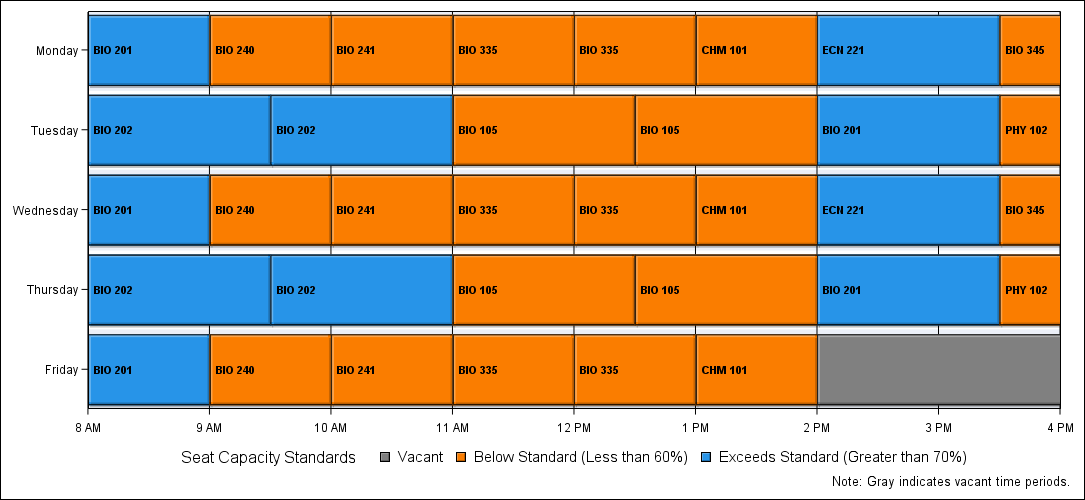 Monday BIO 201 BIO 240 BIO 241 BIO 335 BIO 335 CHM 101 ECN 221 BIO 345
Tuesday BIO 202 BIO 202 BIO 105 BIO 105 BIO 201 PHY 102
Wednesday BIO 201 BIO 240 BIO 241 BIO 335 BIO 335 CHM 101 ECN 221 BIO 345
Thursday BIO 202 BIO 202 BIO 105 BIO 105 BIO 201 PHY 102
Friday BIO 201 BIO 240 BIO 241 BIO 335 BIO 335 CHM 101
8 AM 9 AM 10 AM 11 AM 12 PM 1 PM 2 PM 3 PM 4 PM
Seat Capacity Standards Vacant Below Standard (Less than 60%) Exceeds Standard (Greater than 70%)
Note: Gray indicates vacant time periods.